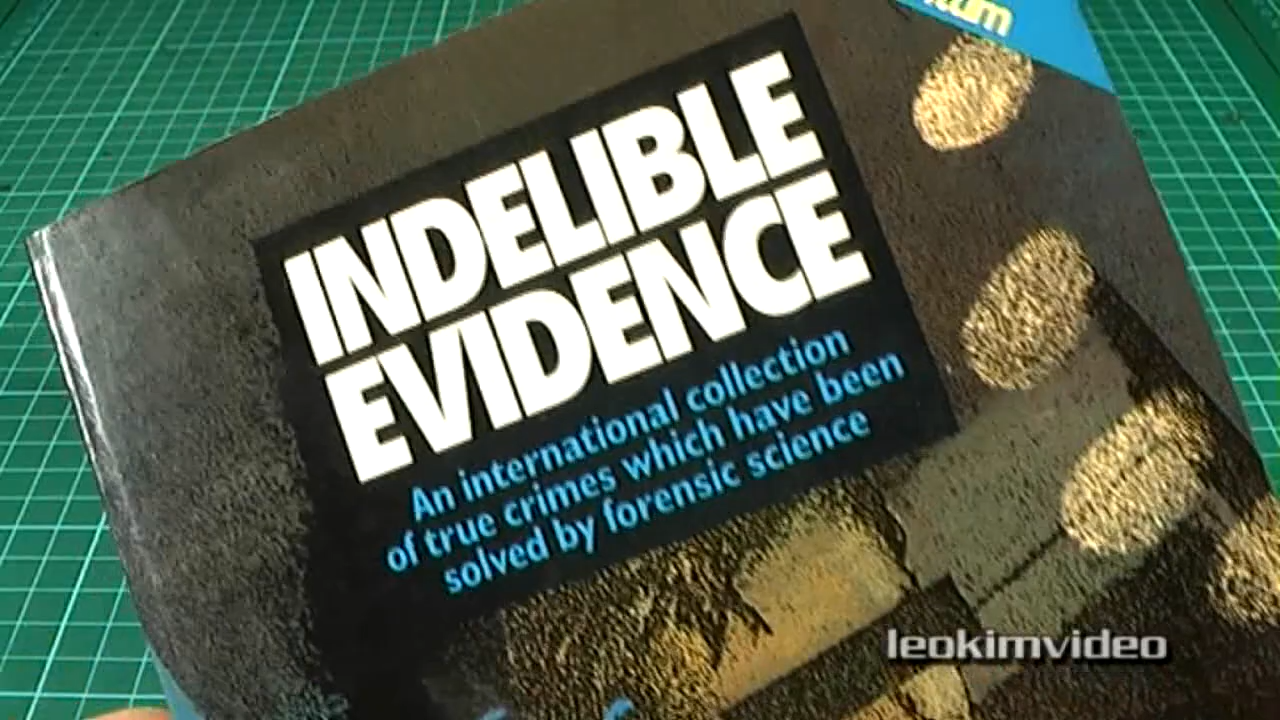 INDELIBLE
EVIDENCE
An international collection
of true crimes which have been
solved by forensic science
leokimvideo